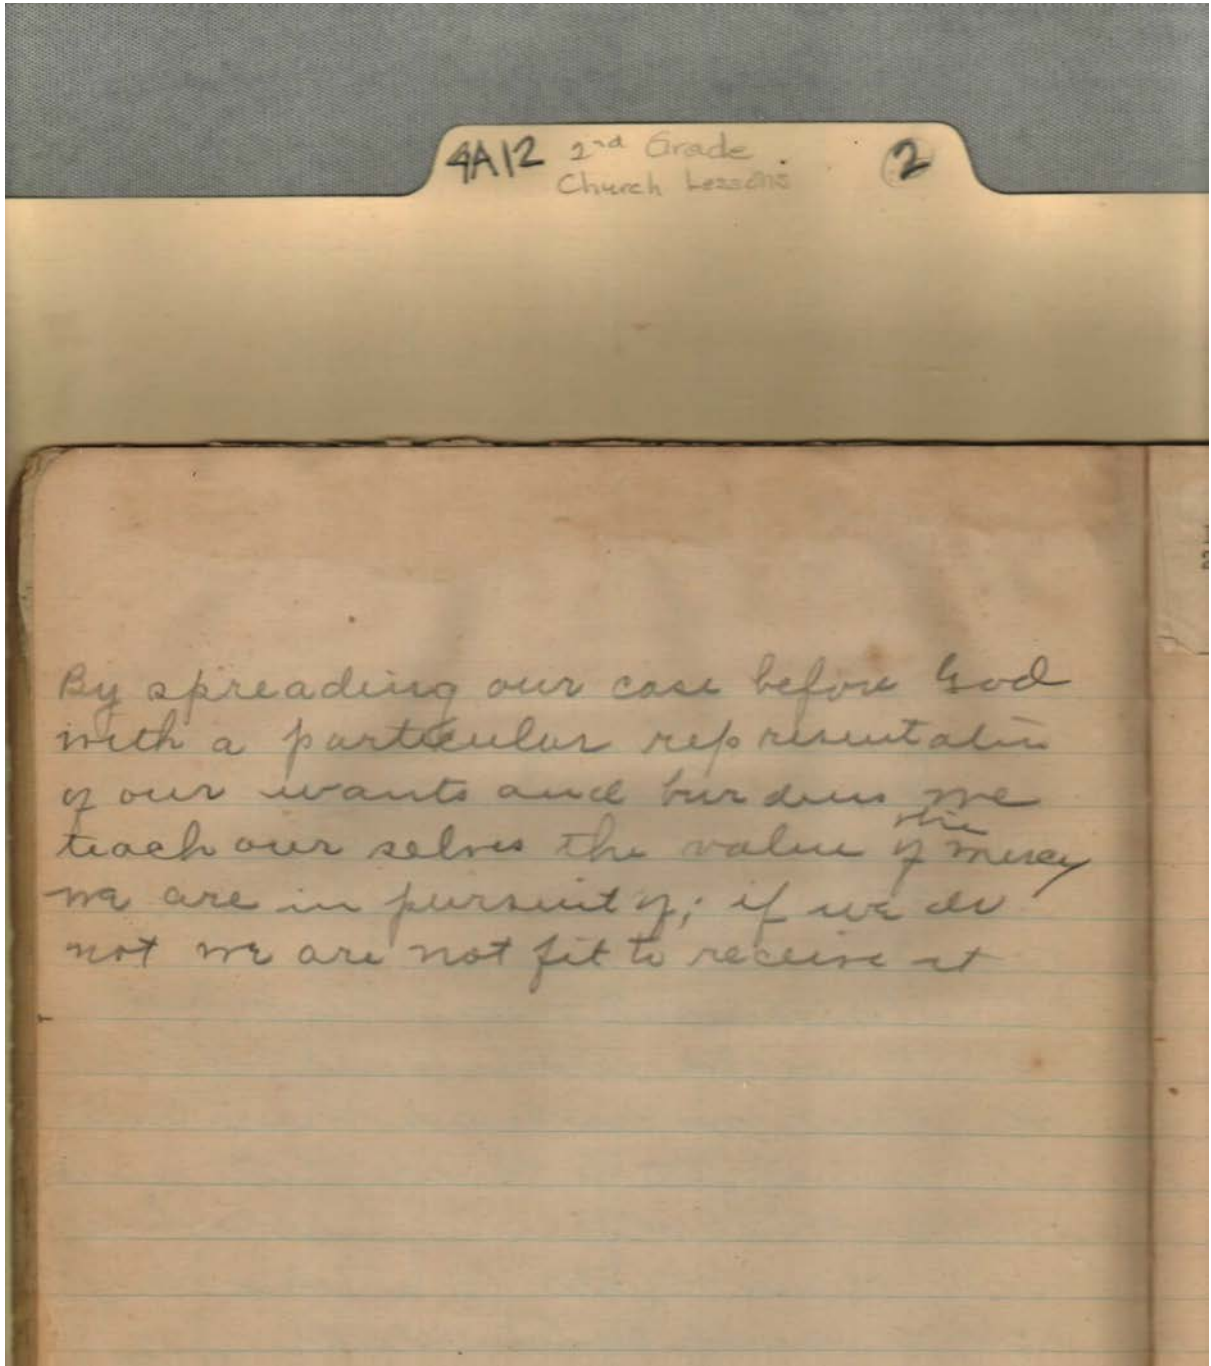 4A12 2nd Grade 2
Church Lessons
By spreading our case before God
with a particular representation
of our wants and burdens we
teach our selves the value of the mercy
we are in pursuit of; if we do
not we are not fit to receive it